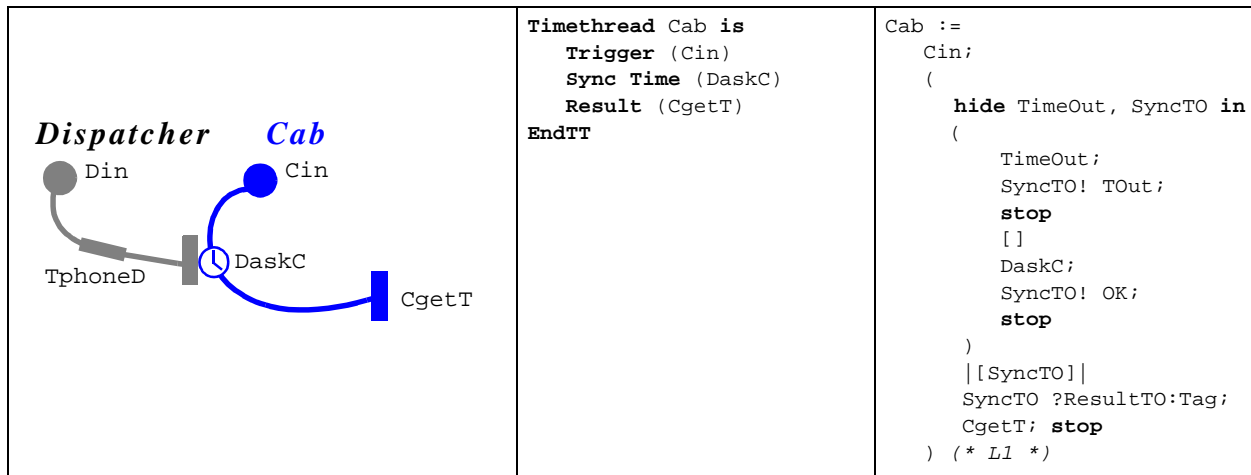 Dispatcher Cab
Din
Cin
TphoneD
DaskC
CgetT
Timethread Cab is
Trigger (Cin)
Sync Time (DaskC)
Result (CgetT)
EndTT
Cab :=
Cin;
(
hide TimeOut, SyncTO in
(
TimeOut;
SyncTO! TOut;
stop
[]
DaskC;
SyncTO! OK;
stop
)
|[SyncTO]|
SyncTO ?ResultTO:Tag;
CgetT; stop
) (* L1 *)